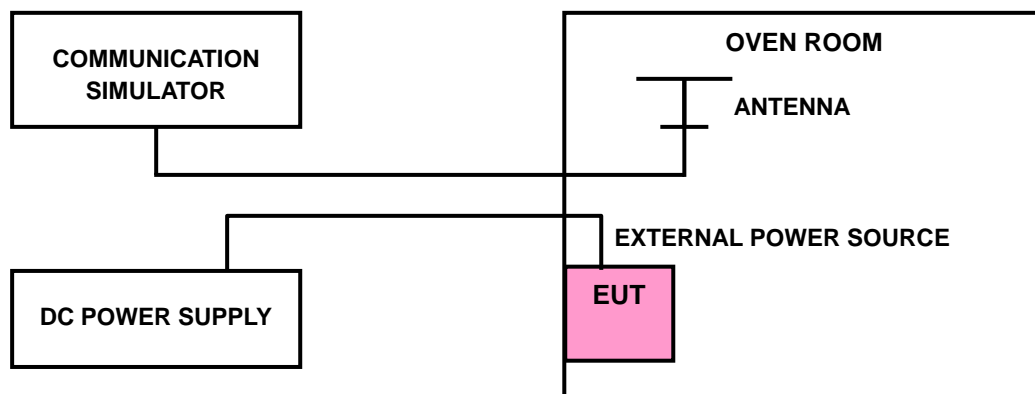 COMMUNICATION
SIMULATOR
OVEN ROOM
ANTENNA
EXTERNAL POWER SOURCE
DC POWER SUPPLY
EUT